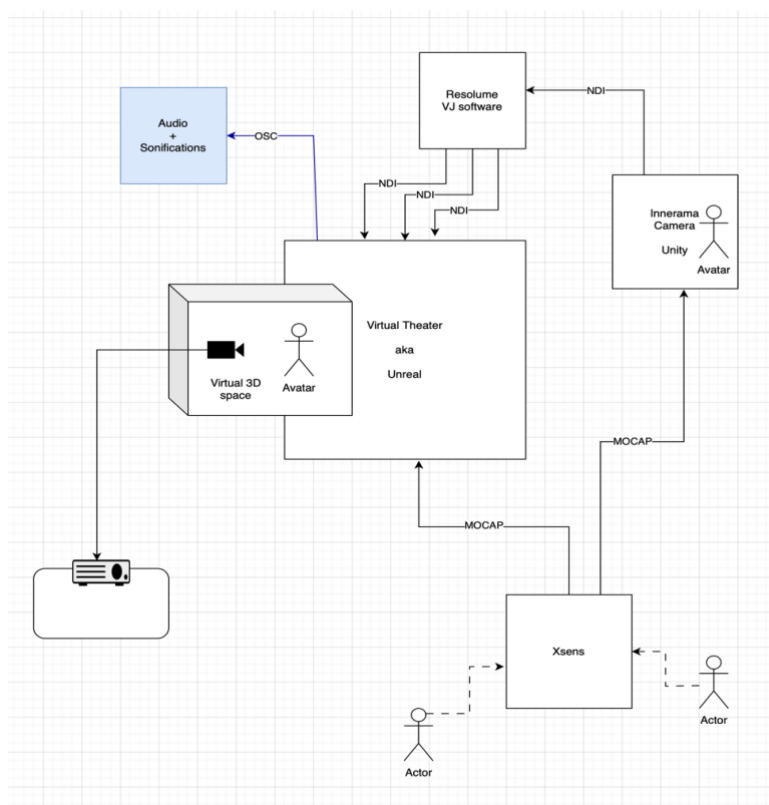 Resolume
VJ software
NDI
Audio
+
Sonifications
OSC
NDI
NDI
NDI
Innerama
Camera
Unity
Avatar
Virtual Theater
aka
Unreal
Virtual 3D
space
Avatar
MOCAP
MOCAP
Xsens
Actor
Actor